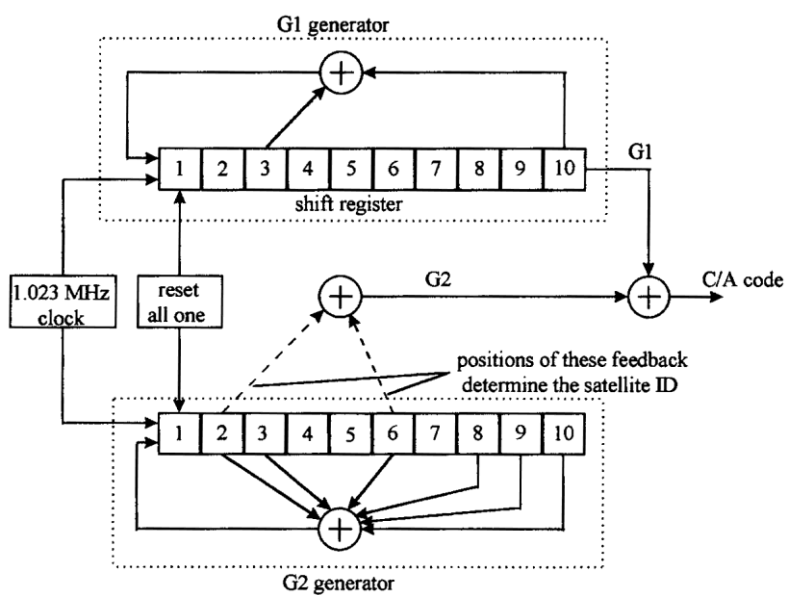 G1 generator
+
1 2 3 4 5 6 7 8 9 10
G1
shift register
1.023 MHz
clock
reset
all one
+
G2
+
C/A code
positions of these feedback
determine the satellite ID
1 2 3 4 5 6 7 8 9 10
+
G2 generator